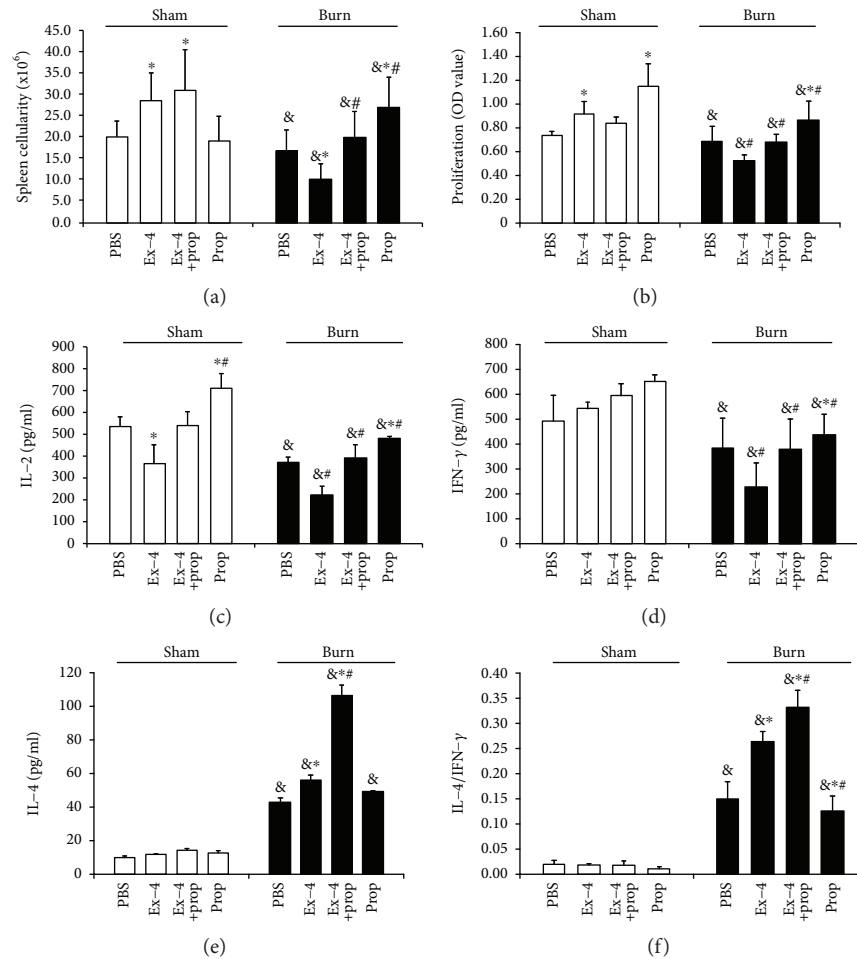 Sham Burn
Spleen cellularity (x10⁶)
45.0
40.0
35.0
30.0
25.0
20.0
15.0
10.0
5.0
0.0
* * & &* &# &*#
PBS Ex−4 Ex−4 +prop Prop PBS Ex−4 Ex−4 +prop Prop
(a)
Sham Burn
Proliferation (OD value)
1.60
1.40
1.20
1.00
0.80
0.60
0.40
0.20
0
* * & &# &# &*#
PBS Ex−4 Ex−4 +prop Prop PBS Ex−4 Ex−4 +prop Prop
(b)
Sham Burn
IL−2 (pg/ml)
900
800
700
600
500
400
300
200
100
0
* *# & &# &# &*#
PBS Ex−4 Ex−4 +prop Prop PBS Ex−4 Ex−4 +prop Prop
(c)
Sham Burn
IFN−γ (pg/ml)
800
700
600
500
400
300
200
100
0
& &# &# &*#
PBS Ex−4 Ex−4 +prop Prop PBS Ex−4 Ex−4 +prop Prop
(d)
Sham Burn
IL−4 (pg/ml)
120
100
80
60
40
20
0
& &* &*# &
PBS Ex−4 Ex−4 +prop Prop PBS Ex−4 Ex−4 +prop Prop
(e)
Sham Burn
IL−4/IFN−γ
0.40
0.35
0.30
0.25
0.20
0.15
0.10
0.05
0.00
& &* &*# &*#
PBS Ex−4 Ex−4 +prop Prop PBS Ex−4 Ex−4 +prop Prop
(f)